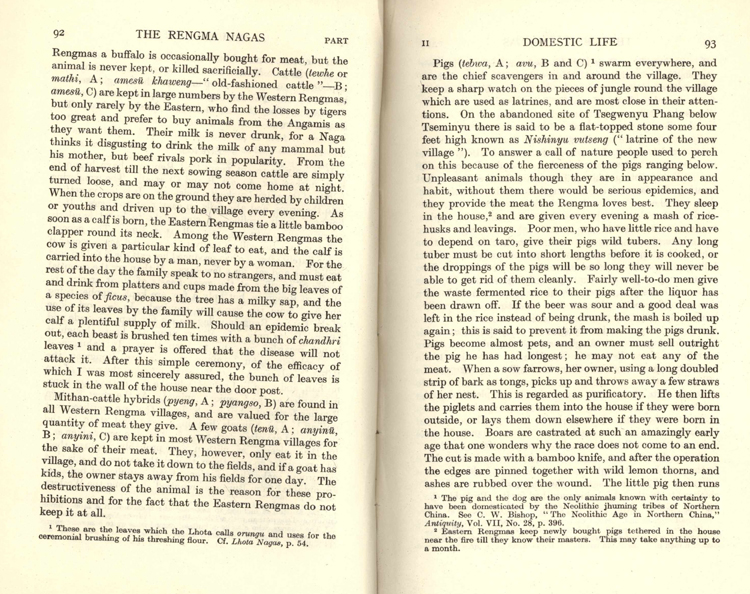 92 THE RENGMA NAGAS PART
Rengmas a buffalo is occasionally bought for meat, but the
animal is never kept, or killed sacrificially. Cattle (tewhe or
mathi, A; amesü khaweng—“ old-fashioned cattle ”—B;
amesü, C) are kept in large numbers by the Western Rengmas,
but only rarely by the Eastern, who find the losses by tigers
too great and prefer to buy animals from the Angamis as
they want them. Their milk is never drunk, for a Naga
thinks it disgusting to drink the milk of any mammal but
his mother, but beef rivals pork in popularity. From the
end of harvest till the next sowing season cattle are simply
turned loose, and may or may not come home at night.
When the crops are on the ground they are herded by children
or youths and driven up to the village every evening. As
soon as a calf is born, the Eastern Rengmas tie a little bamboo
clapper round its neck. Among the Western Rengmas the
cow is given a particular kind of leaf to eat, and the calf is
carried into the house by a man, never by a woman. For the
rest of the day the family speak to no strangers, and must eat
and drink from platters and cups made from the big leaves of
a species of ficus, because the tree has a milky sap, and the
use of its leaves by the family will cause the cow to give her
calf a plentiful supply of milk. Should an epidemic break
out, each beast is brushed ten times with a bunch of chandhri
leaves ¹ and a prayer is offered that the disease will not
attack it. After this simple ceremony, of the efficacy of
which I was most sincerely assured, the bunch of leaves is
stuck in the wall of the house near the door post.
Mithan-cattle hybrids (pyeng, A; pyangso, B) are found in
all Western Rengma villages, and are valued for the large
quantity of meat they give. A few goats (tenü, A; anyinü,
B; anyini, C) are kept in most Western Rengma villages for
the sake of their meat. They, however, only eat it in the
village, and do not take it down to the fields, and if a goat has
kids, the owner stays away from his fields for one day. The
destructiveness of the animal is the reason for these pro-
hibitions and for the fact that the Eastern Rengmas do not
keep it at all.
¹ These are the leaves which the Lhota calls orungu and uses for the
ceremonial brushing of his threshing flour. Cf. Lhota Nagas, p. 54.
II DOMESTIC LIFE 93
Pigs (tebwa, A; avu, B and C) ¹ swarm everywhere, and
are the chief scavengers in and around the village. They
keep a sharp watch on the pieces of jungle round the village
which are used as latrines, and are most close in their atten-
tions. On the abandoned site of Tsegwenyu Phang below
Tseminyu there is said to be a flat-topped stone some four
feet high known as Nishinyu vutseng (“ latrine of the new
village ”). To answer a call of nature people used to perch
on this because of the fierceness of the pigs ranging below.
Unpleasant animals though they are in appearance and
habit, without them there would be serious epidemics, and
they provide the meat the Rengma loves best. They sleep
in the house,² and are given every evening a mash of rice-
husks and leavings. Poor men, who have little rice and have
to depend on taro, give their pigs wild tubers. Any long
tuber must be cut into short lengths before it is cooked, or
the droppings of the pigs will be so long they will never be
able to get rid of them cleanly. Fairly well-to-do men give
the waste fermented rice to their pigs after the liquor has
been drawn off. If the beer was sour and a good deal was
left in the rice instead of being drunk, the mash is boiled up
again; this is said to prevent it from making the pigs drunk.
Pigs become almost pets, and an owner must sell outright
the pig he has had longest; he may not eat any of the
meat. When a sow farrows, her owner, using a long doubled
strip of bark as tongs, picks up and throws away a few straws
of her nest. This is regarded as purificatory. He then lifts
the piglets and carries them into the house if they were born
outside, or lays them down elsewhere if they were born in
the house. Boars are castrated at such an amazingly early
age that one wonders why the race does not come to an end.
The cut is made with a bamboo knife, and after the operation
the edges are pinned together with wild lemon thorns, and
ashes are rubbed over the wound. The little pig then runs
¹ The pig and the dog are the only animals known with certainty to
have been domesticated by the Neolithic jhuming tribes of Northern
China. See C. W. Bishop, “ The Neolithic Age in Northern China,”
Antiquity, Vol. VII, No. 28, p. 396.
² Eastern Rengmas keep newly bought pigs tethered in the house
near the fire till they know their masters. This may take anything up to
a month.